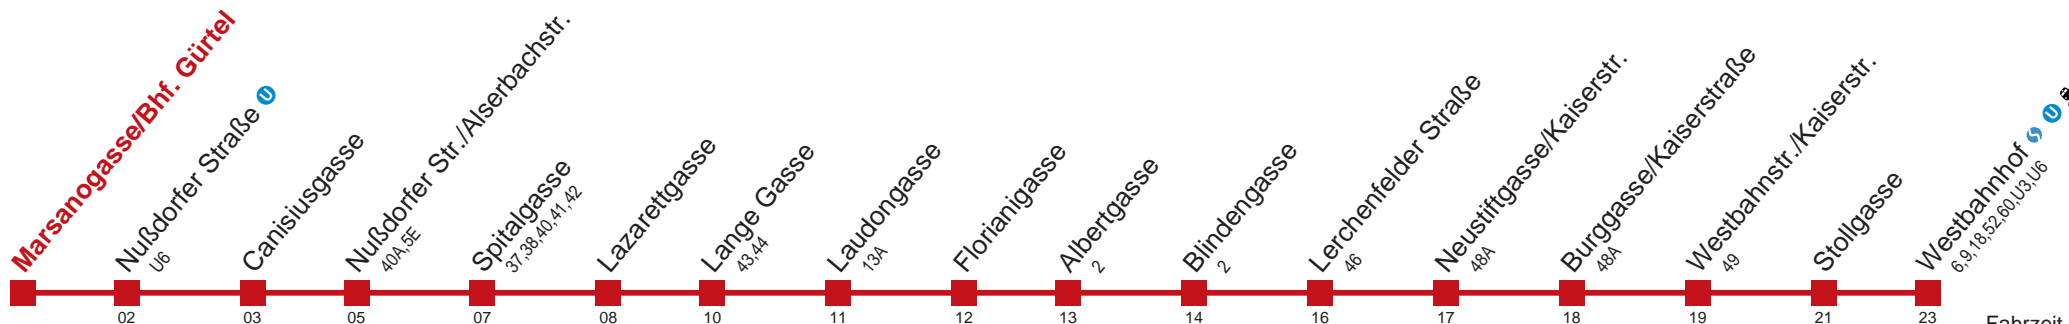 Marsanogasse/Bhf. Gürtel
Nußdorfer Straße U
U6
Canisiusgasse
Nußdorfer Str./Alserbachstr.
40A,5E
Spitalgasse
37,38,40,41,42
Lazarettgasse
Lange Gasse
43,44
Laudongasse
13A
Florianigasse
Albertgasse
2
Blindengasse
2
Lerchenfelder Straße
46
Neustiftgasse/Kaiserstr.
48A
Burggasse/Kaiserstraße
48A
Westbahnstr./Kaiserstr.
49
Stollgasse
Westbahnhof S U
6,9,18,52,60,U3,U6
02 03 05 07 08 10 11 12 13 14 16 17 18 19 21 23
Fahrzeit